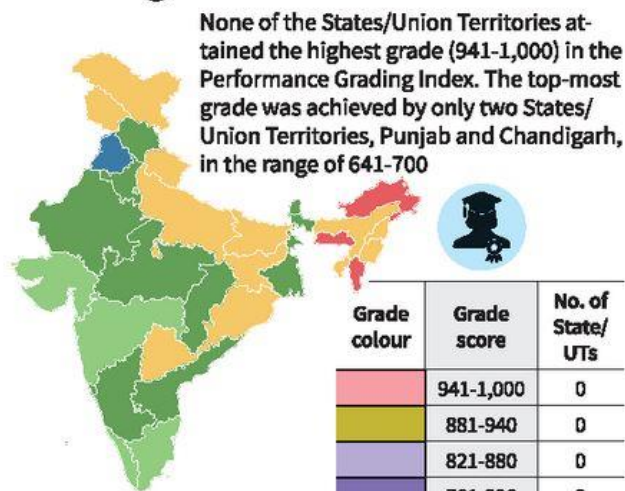 None of the States/Union Territories at-
tained the highest grade (941-1,000) in the
Performance Grading Index. The top-most
grade was achieved by only two States/
Union Territories, Punjab and Chandigarh,
in the range of 641-700
Grade colour Grade score No. of State/ UTs
941-1,000 0
881-940 0
821-880 0